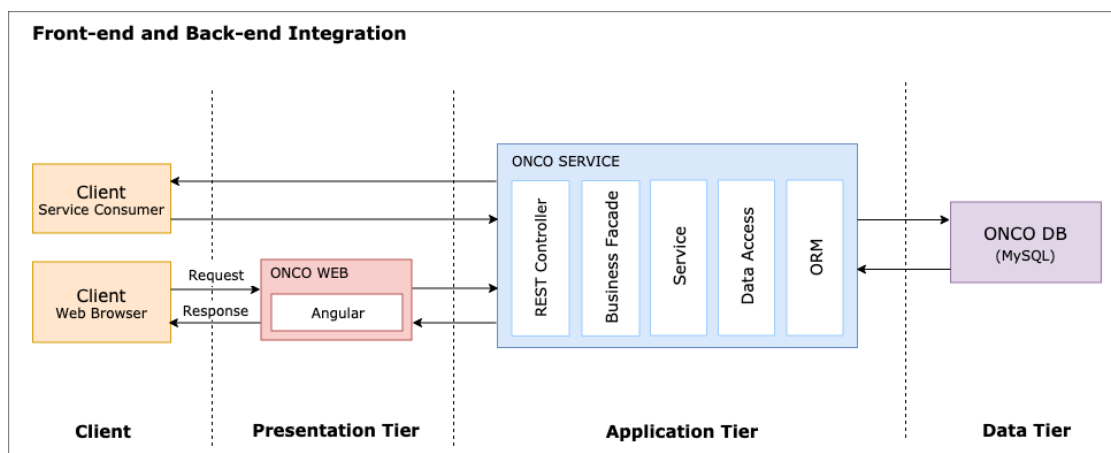 Front-end and Back-end Integration
ONCO SERVICE
Client
Service Consumer
REST Controller
Business Facade
Service
Data Access
ORM
ONCO DB
(MySQL)
Client
Web Browser
Request
Response
ONCO WEB
Angular
Client
Presentation Tier
Application Tier
Data Tier